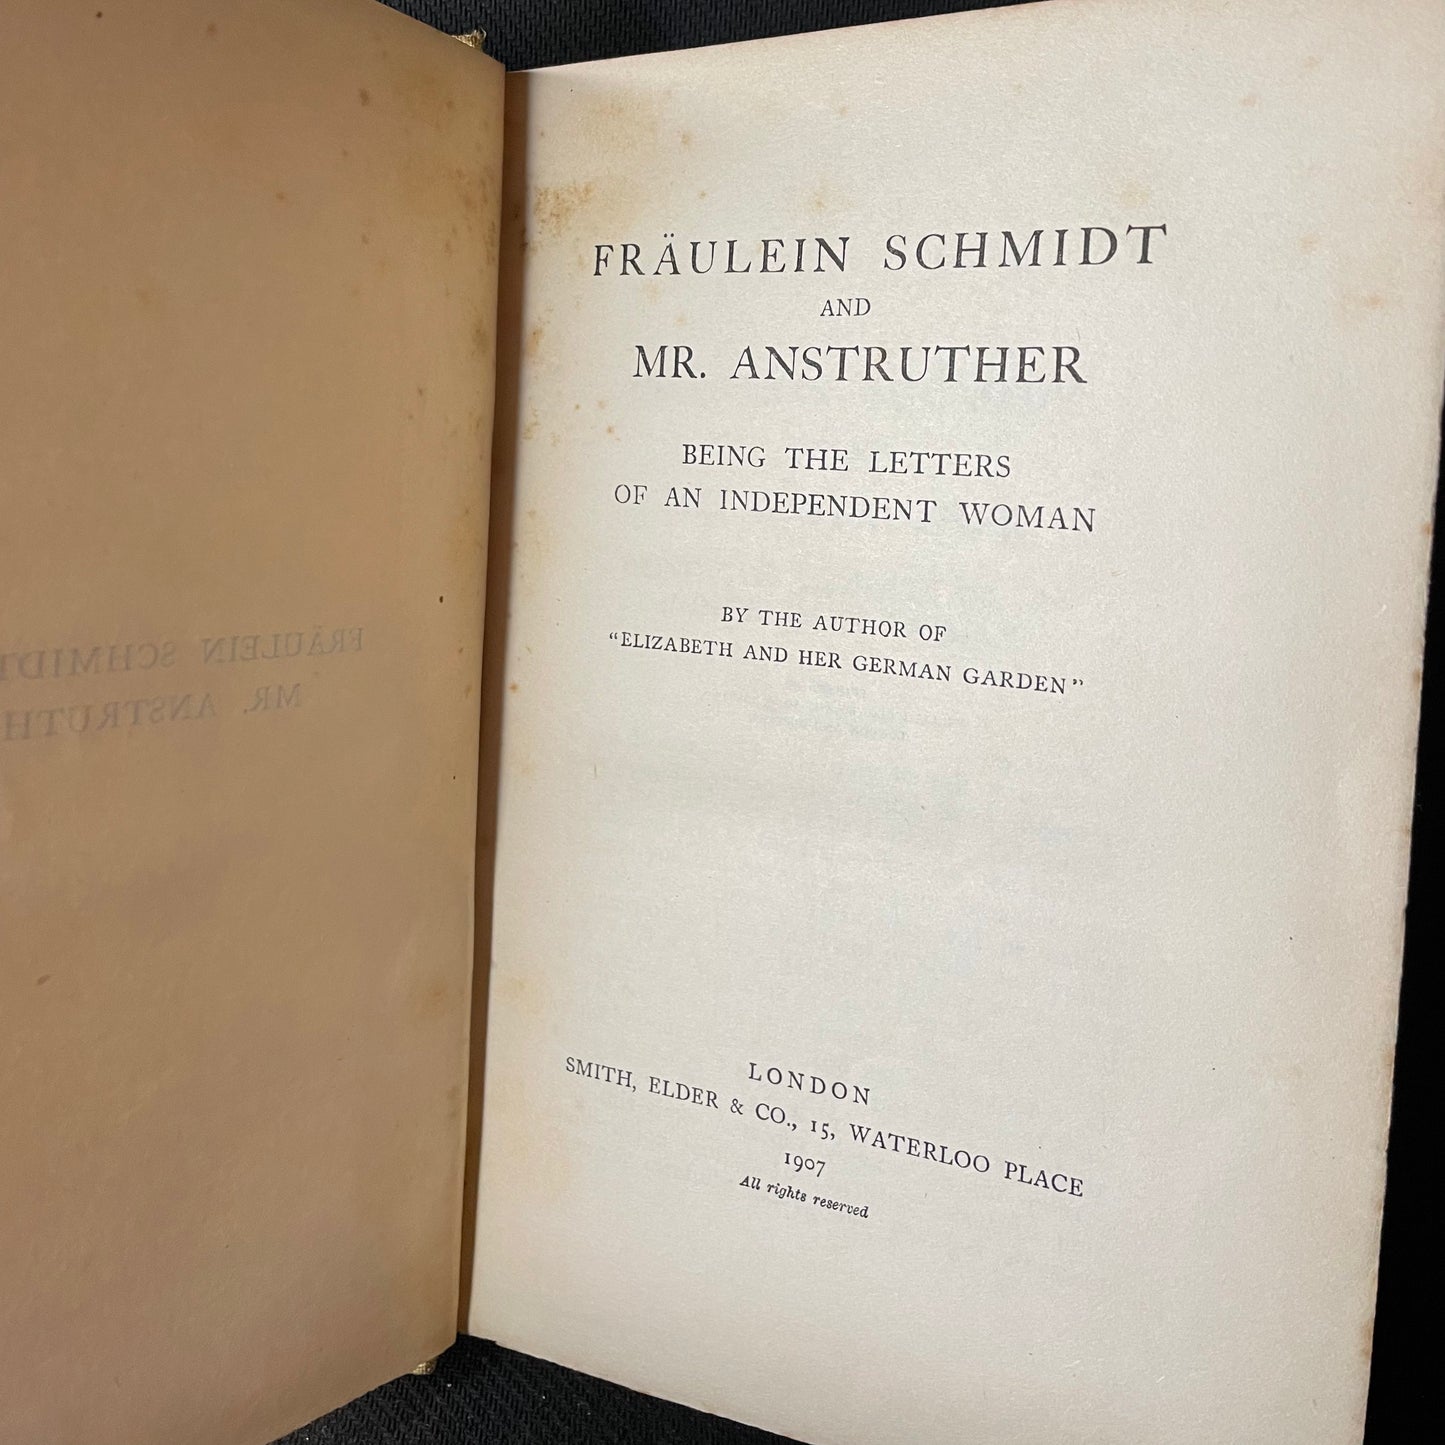 FRÄULEIN SCHMIDT
AND
MR. ANSTRUTHER
BEING THE LETTERS
OF AN INDEPENDENT WOMAN
BY THE AUTHOR OF
"ELIZABETH AND HER GERMAN GARDEN"
LONDON
SMITH, ELDER & CO., 15, WATERLOO PLACE
1907
All rights reserved